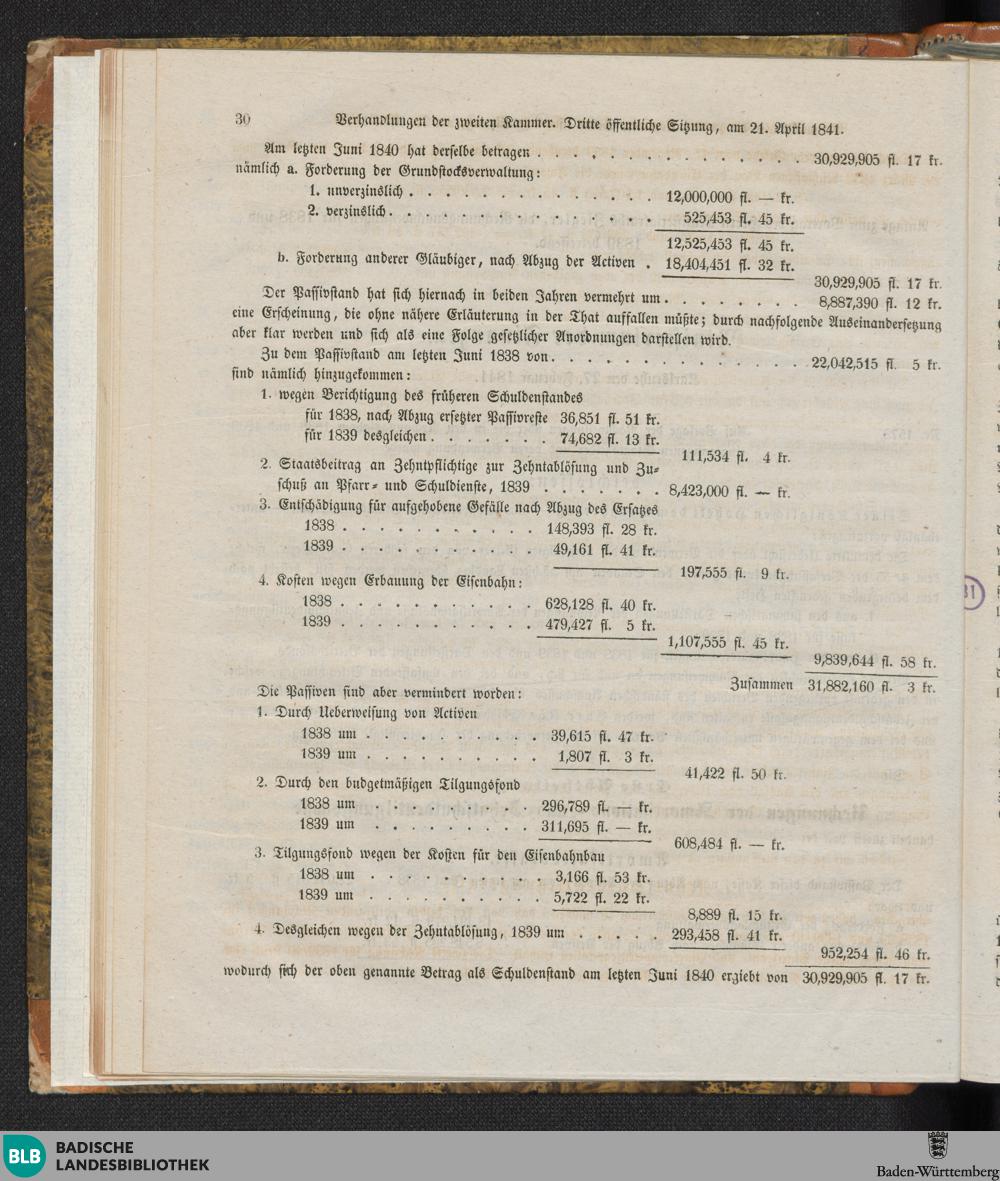 30 Verhandlungen der zweiten Kammer. Dritte öffentliche Sitzung, am 21. April 1841.
Am letzten Juni 1840 hat derselbe betragen . . . . . . . . . . . . . . . 30,929,905 fl. 17 kr.
nämlich a. Forderung der Grundstocksverwaltung:
1. unverzinslich . . . . . . . . . . . . . . 12,000,000 fl. — kr.
2. verzinslich . . . . . . . . . . . . . . . 525,453 fl. 45 kr.
12,525,453 fl. 45 kr.
b. Forderung anderer Gläubiger, nach Abzug der Activen . 18,404,451 fl. 32 kr.
30,929,905 fl. 17 kr.
Der Passivstand hat sich hiernach in beiden Jahren vermehrt um . . . . . . . . 8,887,390 fl. 12 kr.
eine Erscheinung, die ohne nähere Erläuterung in der That auffallen müßte; durch nachfolgende Auseinandersetzung
aber klar werden und sich als eine Folge gesetzlicher Anordnungen darstellen wird.
Zu dem Passivstand am letzten Juni 1838 von . . . . . . . . . . . . . . 22,042,515 fl. 5 kr.
sind nämlich hinzugekommen:
1. wegen Berichtigung des früheren Schuldenstandes
für 1838, nach Abzug ersetzter Passivreste 36,851 fl. 51 kr.
für 1839 desgleichen . . . . . . . 74,682 fl. 13 kr.
111,534 fl. 4 kr.
2. Staatsbeitrag an Zehntpflichtige zur Zehntablösung und Zu-
schuß an Pfarr- und Schuldienste, 1839 . . . . . . . 8,423,000 fl. — kr.
3. Entschädigung für aufgehobene Gefälle nach Abzug des Ersatzes
1838 . . . . . . . . . . . 148,393 fl. 28 kr.
1839 . . . . . . . . . . . 49,161 fl. 41 kr.
197,555 fl. 9 kr.
4. Kosten wegen Erbauung der Eisenbahn:
1838 . . . . . . . . . . . 628,128 fl. 40 kr.
1839 . . . . . . . . . . . 479,427 fl. 5 kr.
1,107,555 fl. 45 kr.
9,839,644 fl. 58 kr.
Zusammen 31,882,160 fl. 3 kr.
Die Passiven sind aber vermindert worden:
1. Durch Ueberweisung von Activen
1838 um . . . . . . . . . . 39,615 fl. 47 kr.
1839 um . . . . . . . . . . 1,807 fl. 3 kr.
41,422 fl. 50 kr.
2. Durch den budgetmäßigen Tilgungsfond
1838 um . . . . . . . . . 296,789 fl. — kr.
1839 um . . . . . . . . . 311,695 fl. — kr.
608,484 fl. — kr.
3. Tilgungsfond wegen der Kosten für den Eisenbahnbau
1838 um . . . . . . . . . . 3,166 fl. 53 kr.
1839 um . . . . . . . . . . 5,722 fl. 22 kr.
8,889 fl. 15 kr.
4. Desgleichen wegen der Zehntablösung, 1839 um . . . . . 293,458 fl. 41 kr.
952,254 fl. 46 kr.
wodurch sich der oben genannte Betrag als Schuldenstand am letzten Juni 1840 ergiebt von 30,929,905 fl. 17 kr.
BLB BADISCHE
LANDESBIBLIOTHEK
Baden-Württemberg